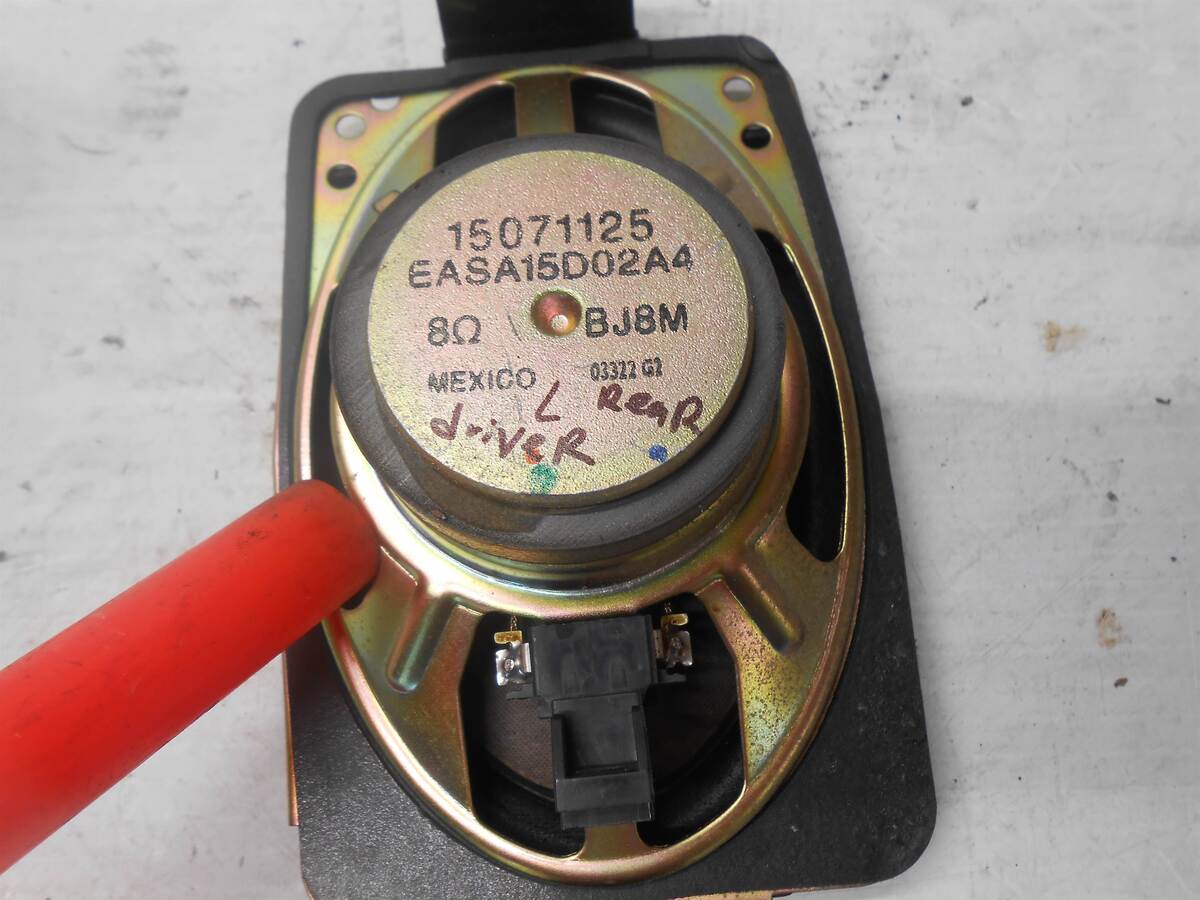 15071125
EASA15D02A4
8Ω BJ8M
MEXICO 03322 G2
L ReaR
driveR